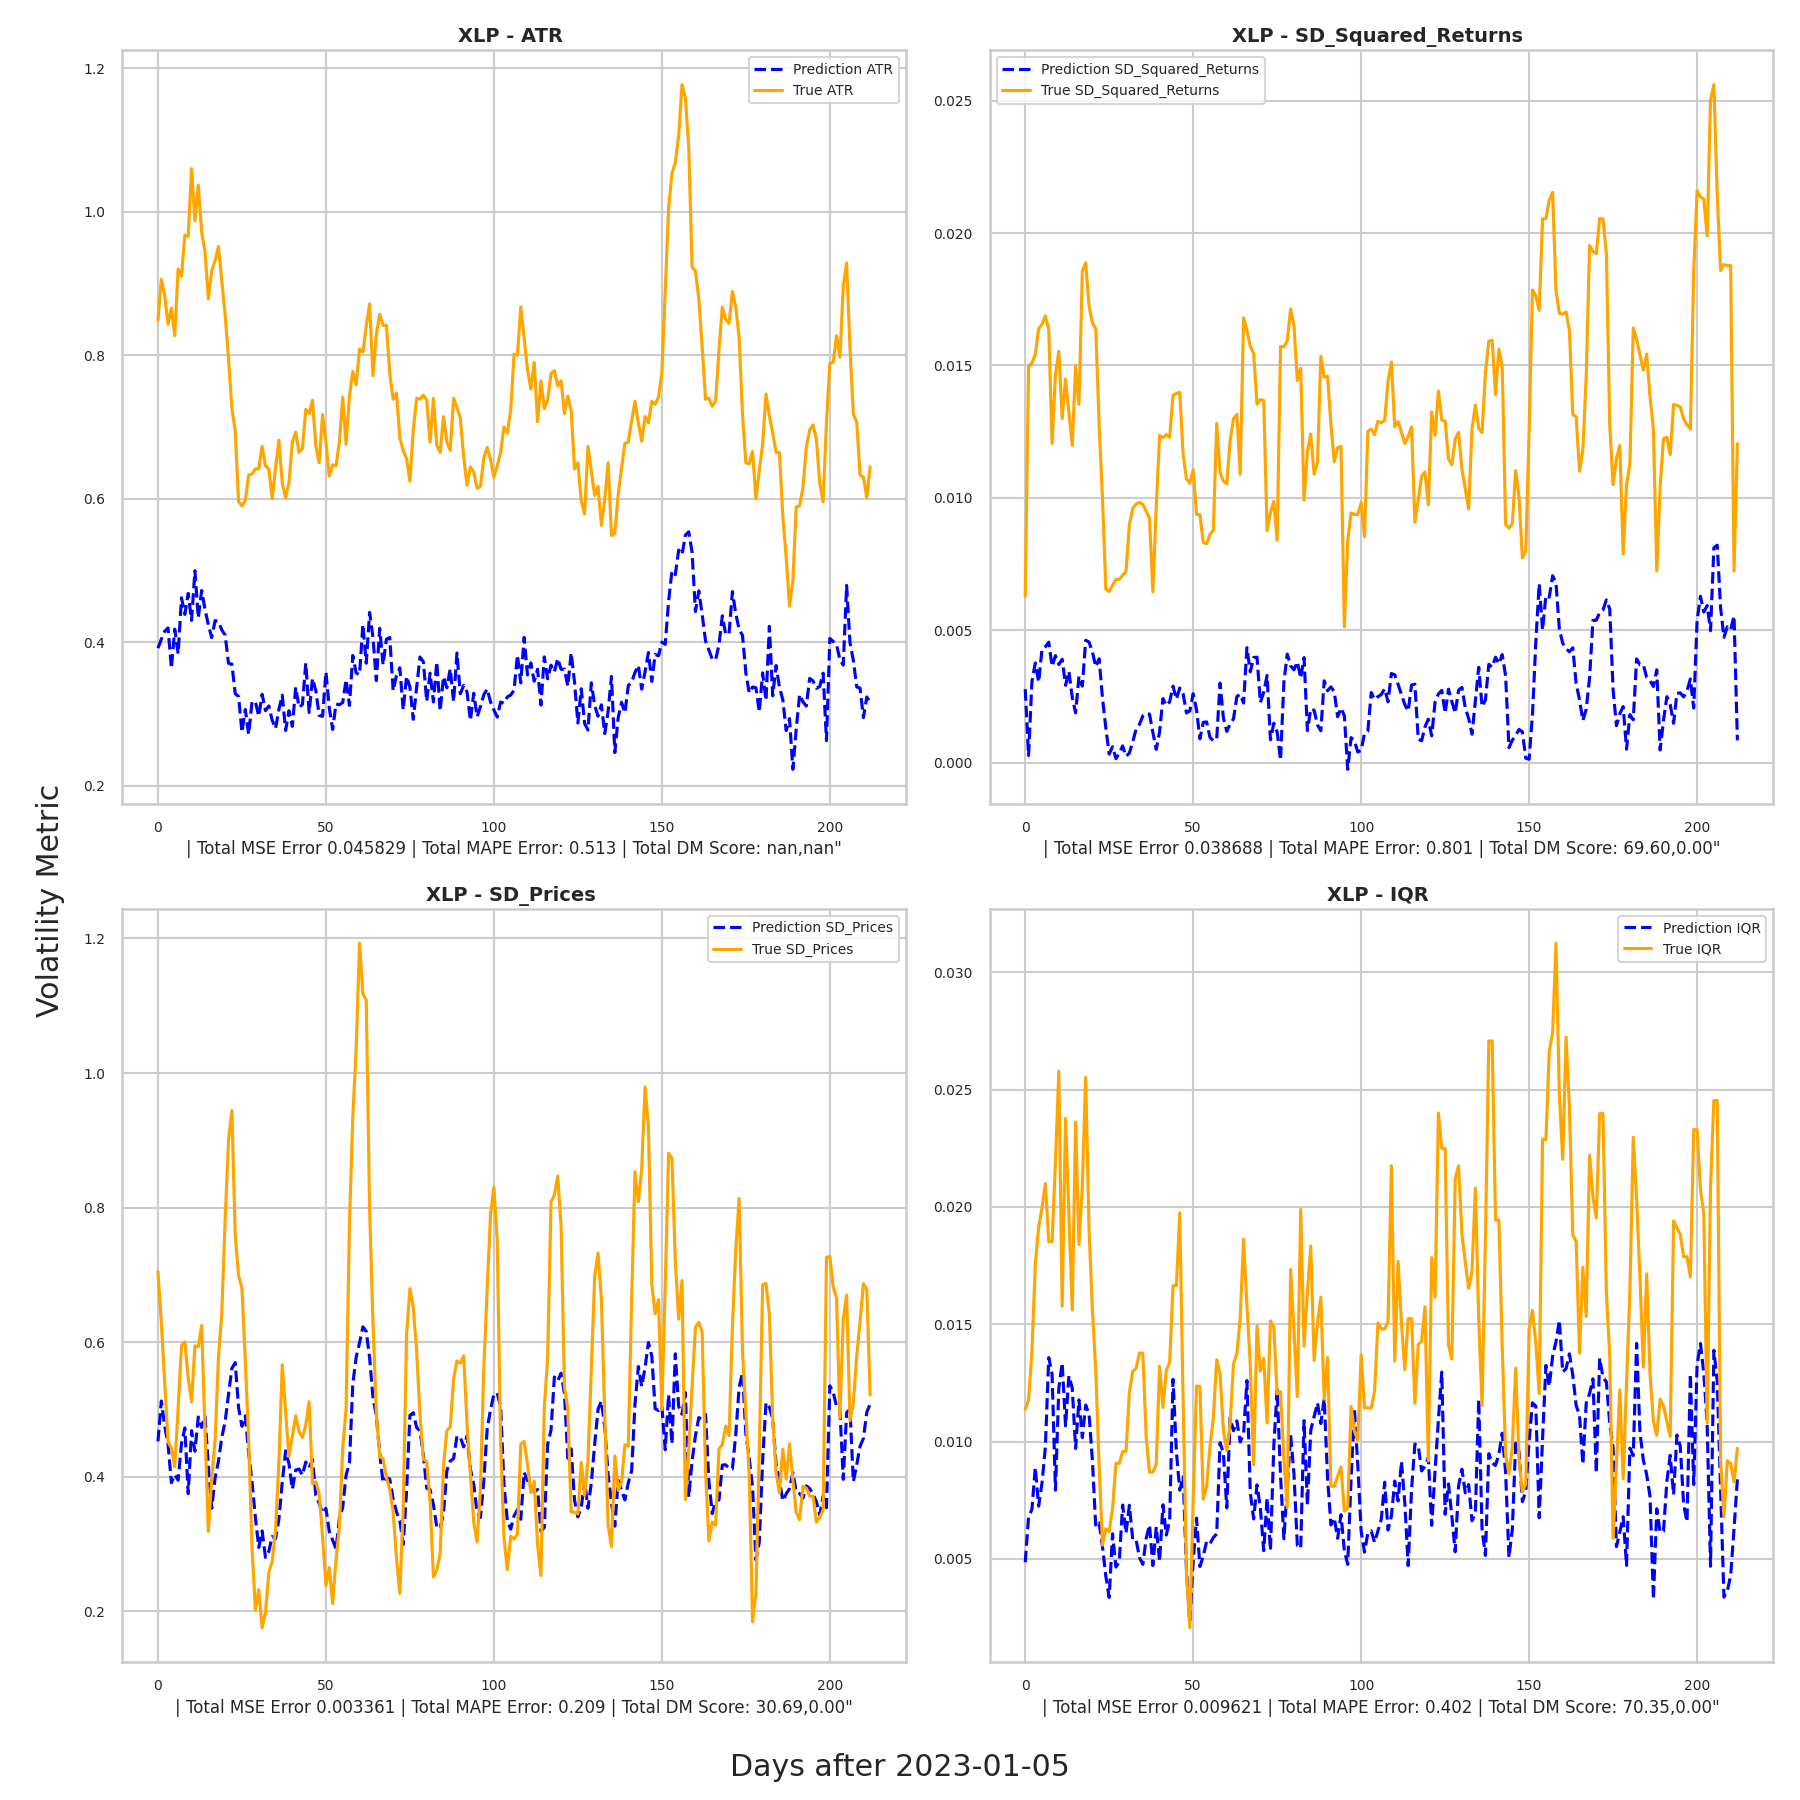 XLP - ATR
Prediction ATR
True ATR
1.2
1.0
0.8
0.6
0.4
0.2
0 50 100 150 200
| Total MSE Error 0.045829 | Total MAPE Error: 0.513 | Total DM Score: nan,nan"
XLP - SD_Squared_Returns
Prediction SD_Squared_Returns
True SD_Squared_Returns
0.025
0.020
0.015
0.010
0.005
0.000
0 50 100 150 200
| Total MSE Error 0.038688 | Total MAPE Error: 0.801 | Total DM Score: 69.60,0.00"
Volatility Metric
XLP - SD_Prices
Prediction SD_Prices
True SD_Prices
1.2
1.0
0.8
0.6
0.4
0.2
0 50 100 150 200
| Total MSE Error 0.003361 | Total MAPE Error: 0.209 | Total DM Score: 30.69,0.00"
XLP - IQR
Prediction IQR
True IQR
0.030
0.025
0.020
0.015
0.010
0.005
0 50 100 150 200
| Total MSE Error 0.009621 | Total MAPE Error: 0.402 | Total DM Score: 70.35,0.00"
Days after 2023-01-05